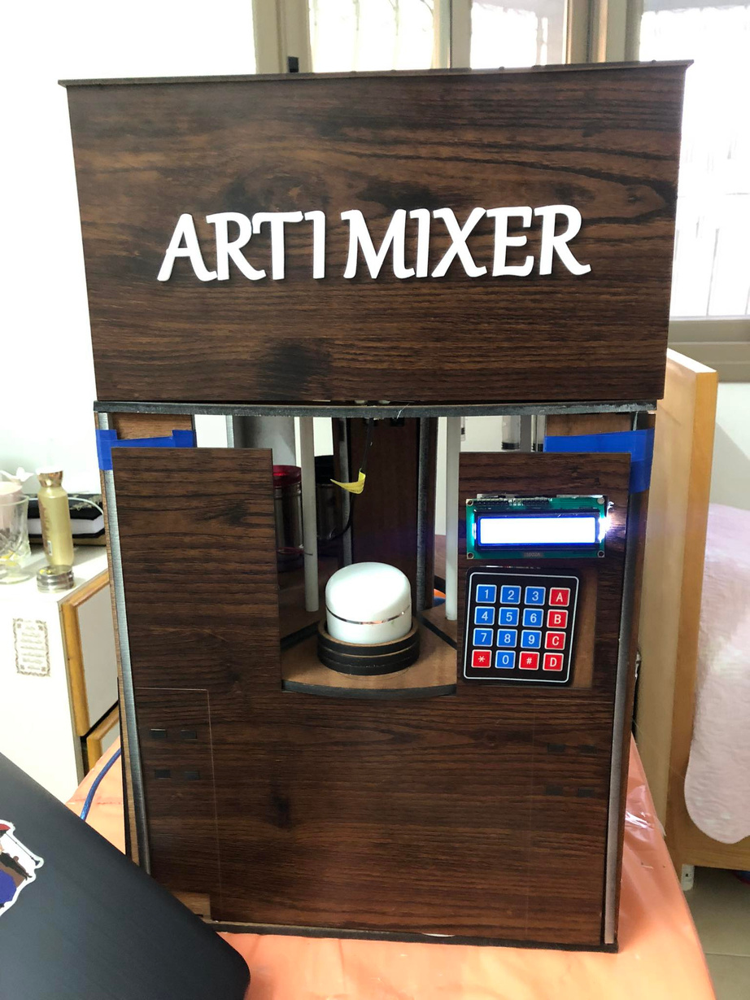 ARTI MIXER
1 2 3 A
4 5 6 B
7 8 9 C
* 0 # D